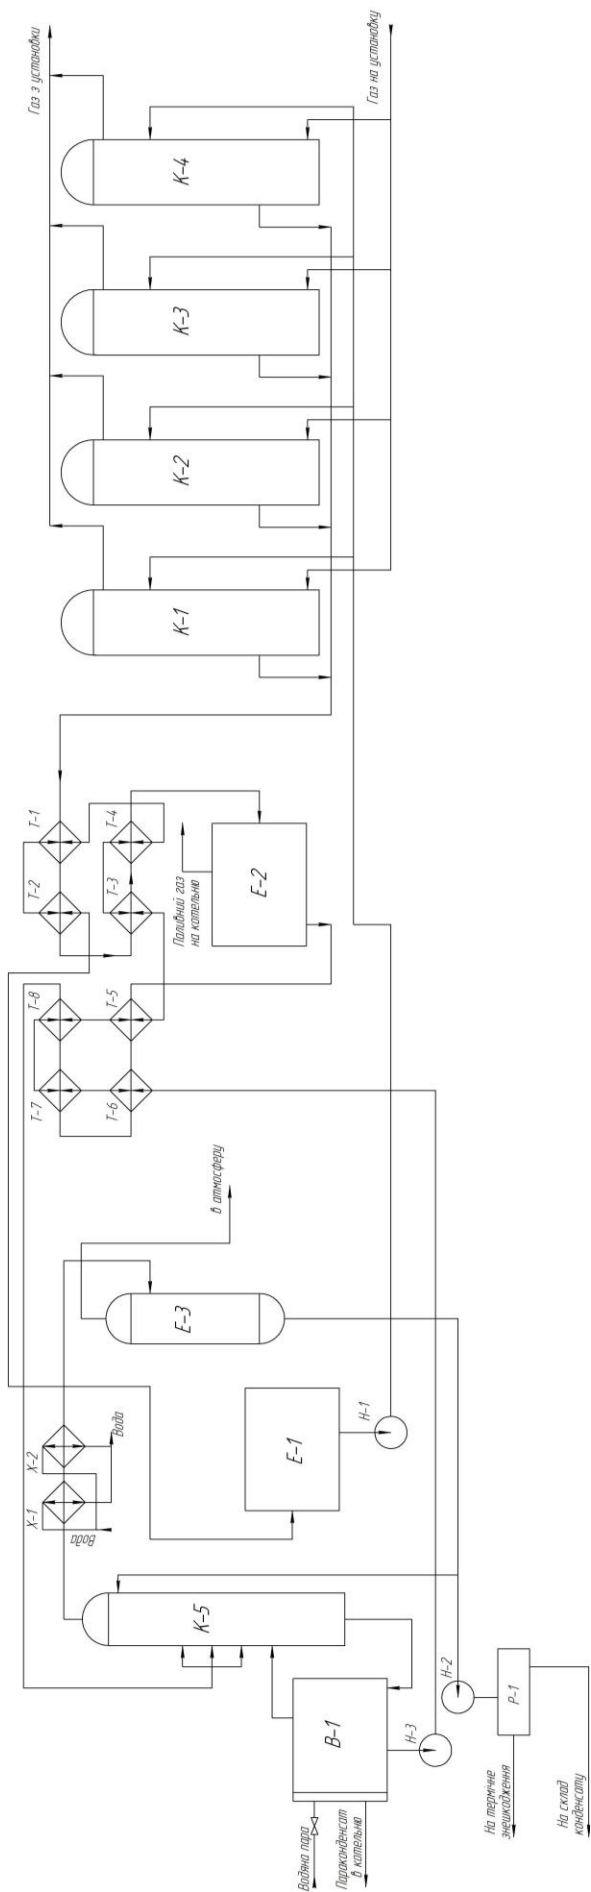 Газ з установки
Газ на установку
К-4
К-3
К-2
К-1
Т-1
Т-4
Т-2
Т-3
Паливний газ
на котельню
Е-2
Т-8
Т-5
Т-7
Т-6
в атмосферу
Е-3
Х-2
Вода
Х-1
Вода
Е-1
Н-1
К-5
В-1
Н-3
Н-2
Р-1
Водяна пара
Пароконденсат
в котельню
На термічне
знешкодження
На склад
конденсату